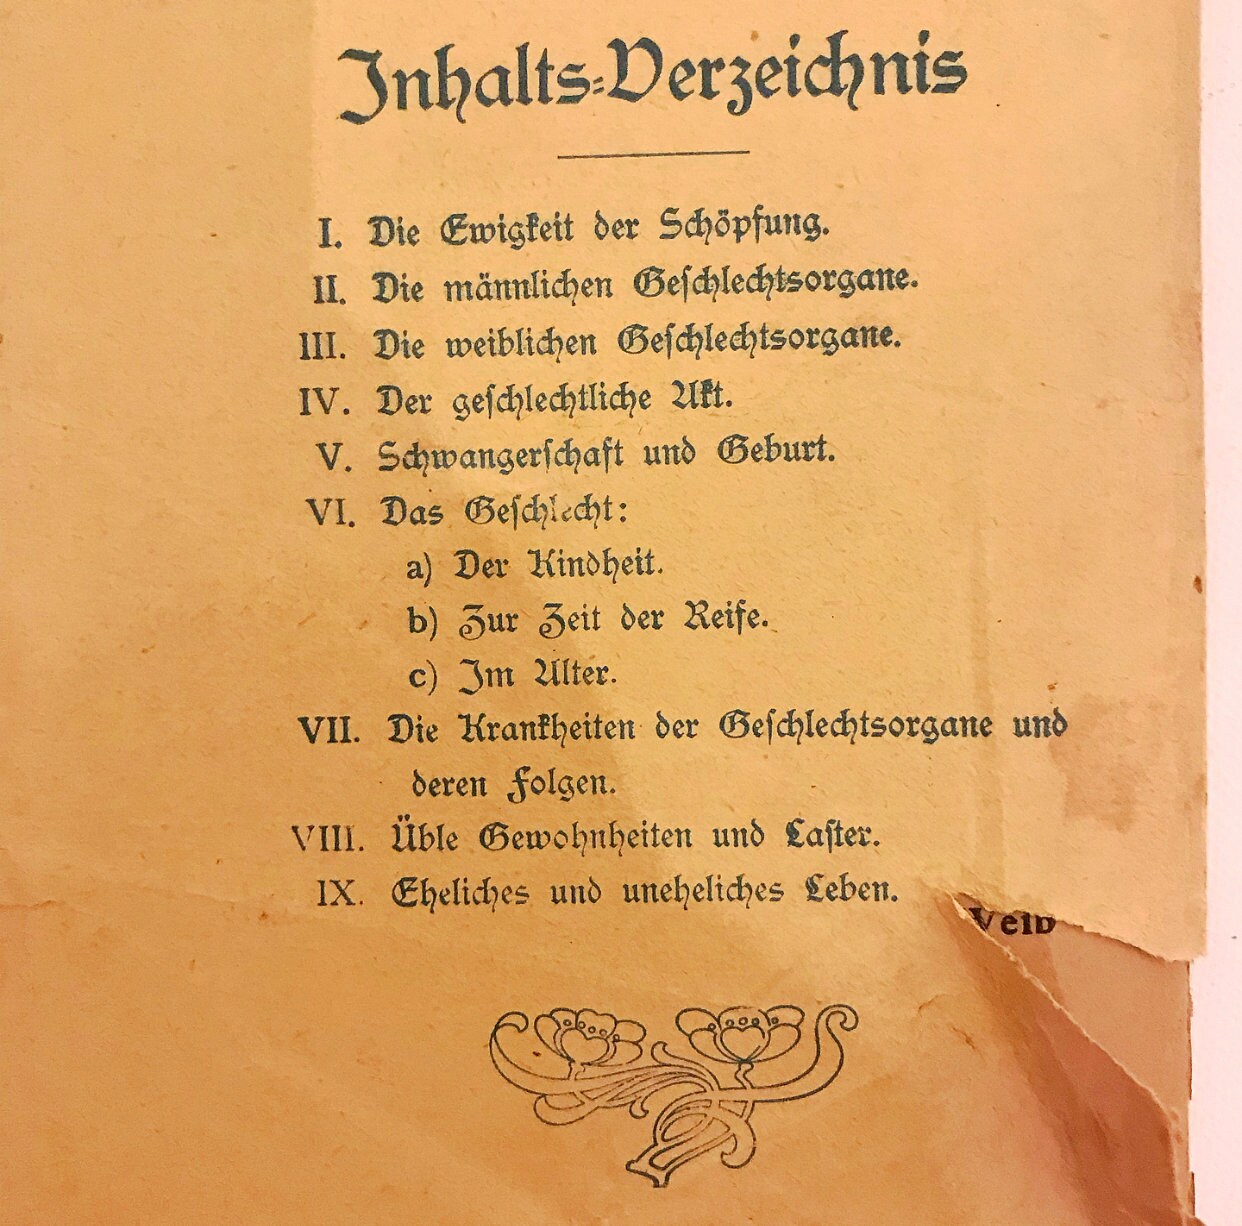 Inhalts-Verzeichnis
I. Die Ewigkeit der Schöpfung.
II. Die männlichen Geſchlechtsorgane.
III. Die weiblichen Geſchlechtsorgane.
IV. Der geſchlechtliche Akt.
V. Schwangerſchaft und Geburt.
VI. Das Geſchlecht:
a) Der Kindheit.
b) Zur Zeit der Reife.
c) Im Alter.
VII. Die Krankheiten der Geſchlechtsorgane und
deren Folgen.
VIII. Üble Gewohnheiten und Laſter.
IX. Eheliches und uneheliches Leben.